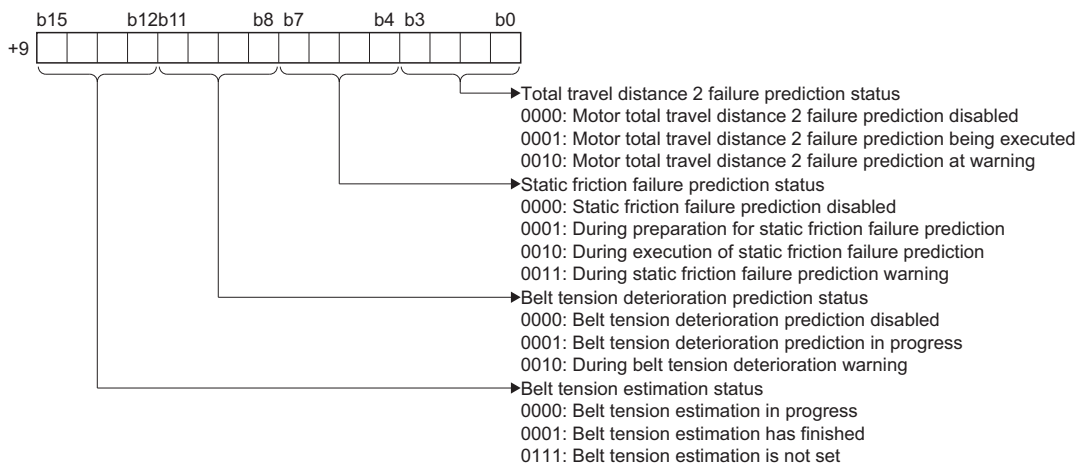 b15 b12 b11 b8 b7 b4 b3 b0
+9
Total travel distance 2 failure prediction status
0000: Motor total travel distance 2 failure prediction disabled
0001: Motor total travel distance 2 failure prediction being executed
0010: Motor total travel distance 2 failure prediction at warning
Static friction failure prediction status
0000: Static friction failure prediction disabled
0001: During preparation for static friction failure prediction
0010: During execution of static friction failure prediction
0011: During static friction failure prediction warning
Belt tension deterioration prediction status
0000: Belt tension deterioration prediction disabled
0001: Belt tension deterioration prediction in progress
0010: During belt tension deterioration warning
Belt tension estimation status
0000: Belt tension estimation in progress
0001: Belt tension estimation has finished
0111: Belt tension estimation is not set